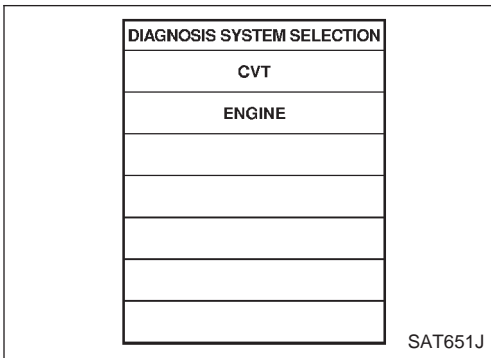 DIAGNOSIS SYSTEM SELECTION
CVT
ENGINE
SAT651J